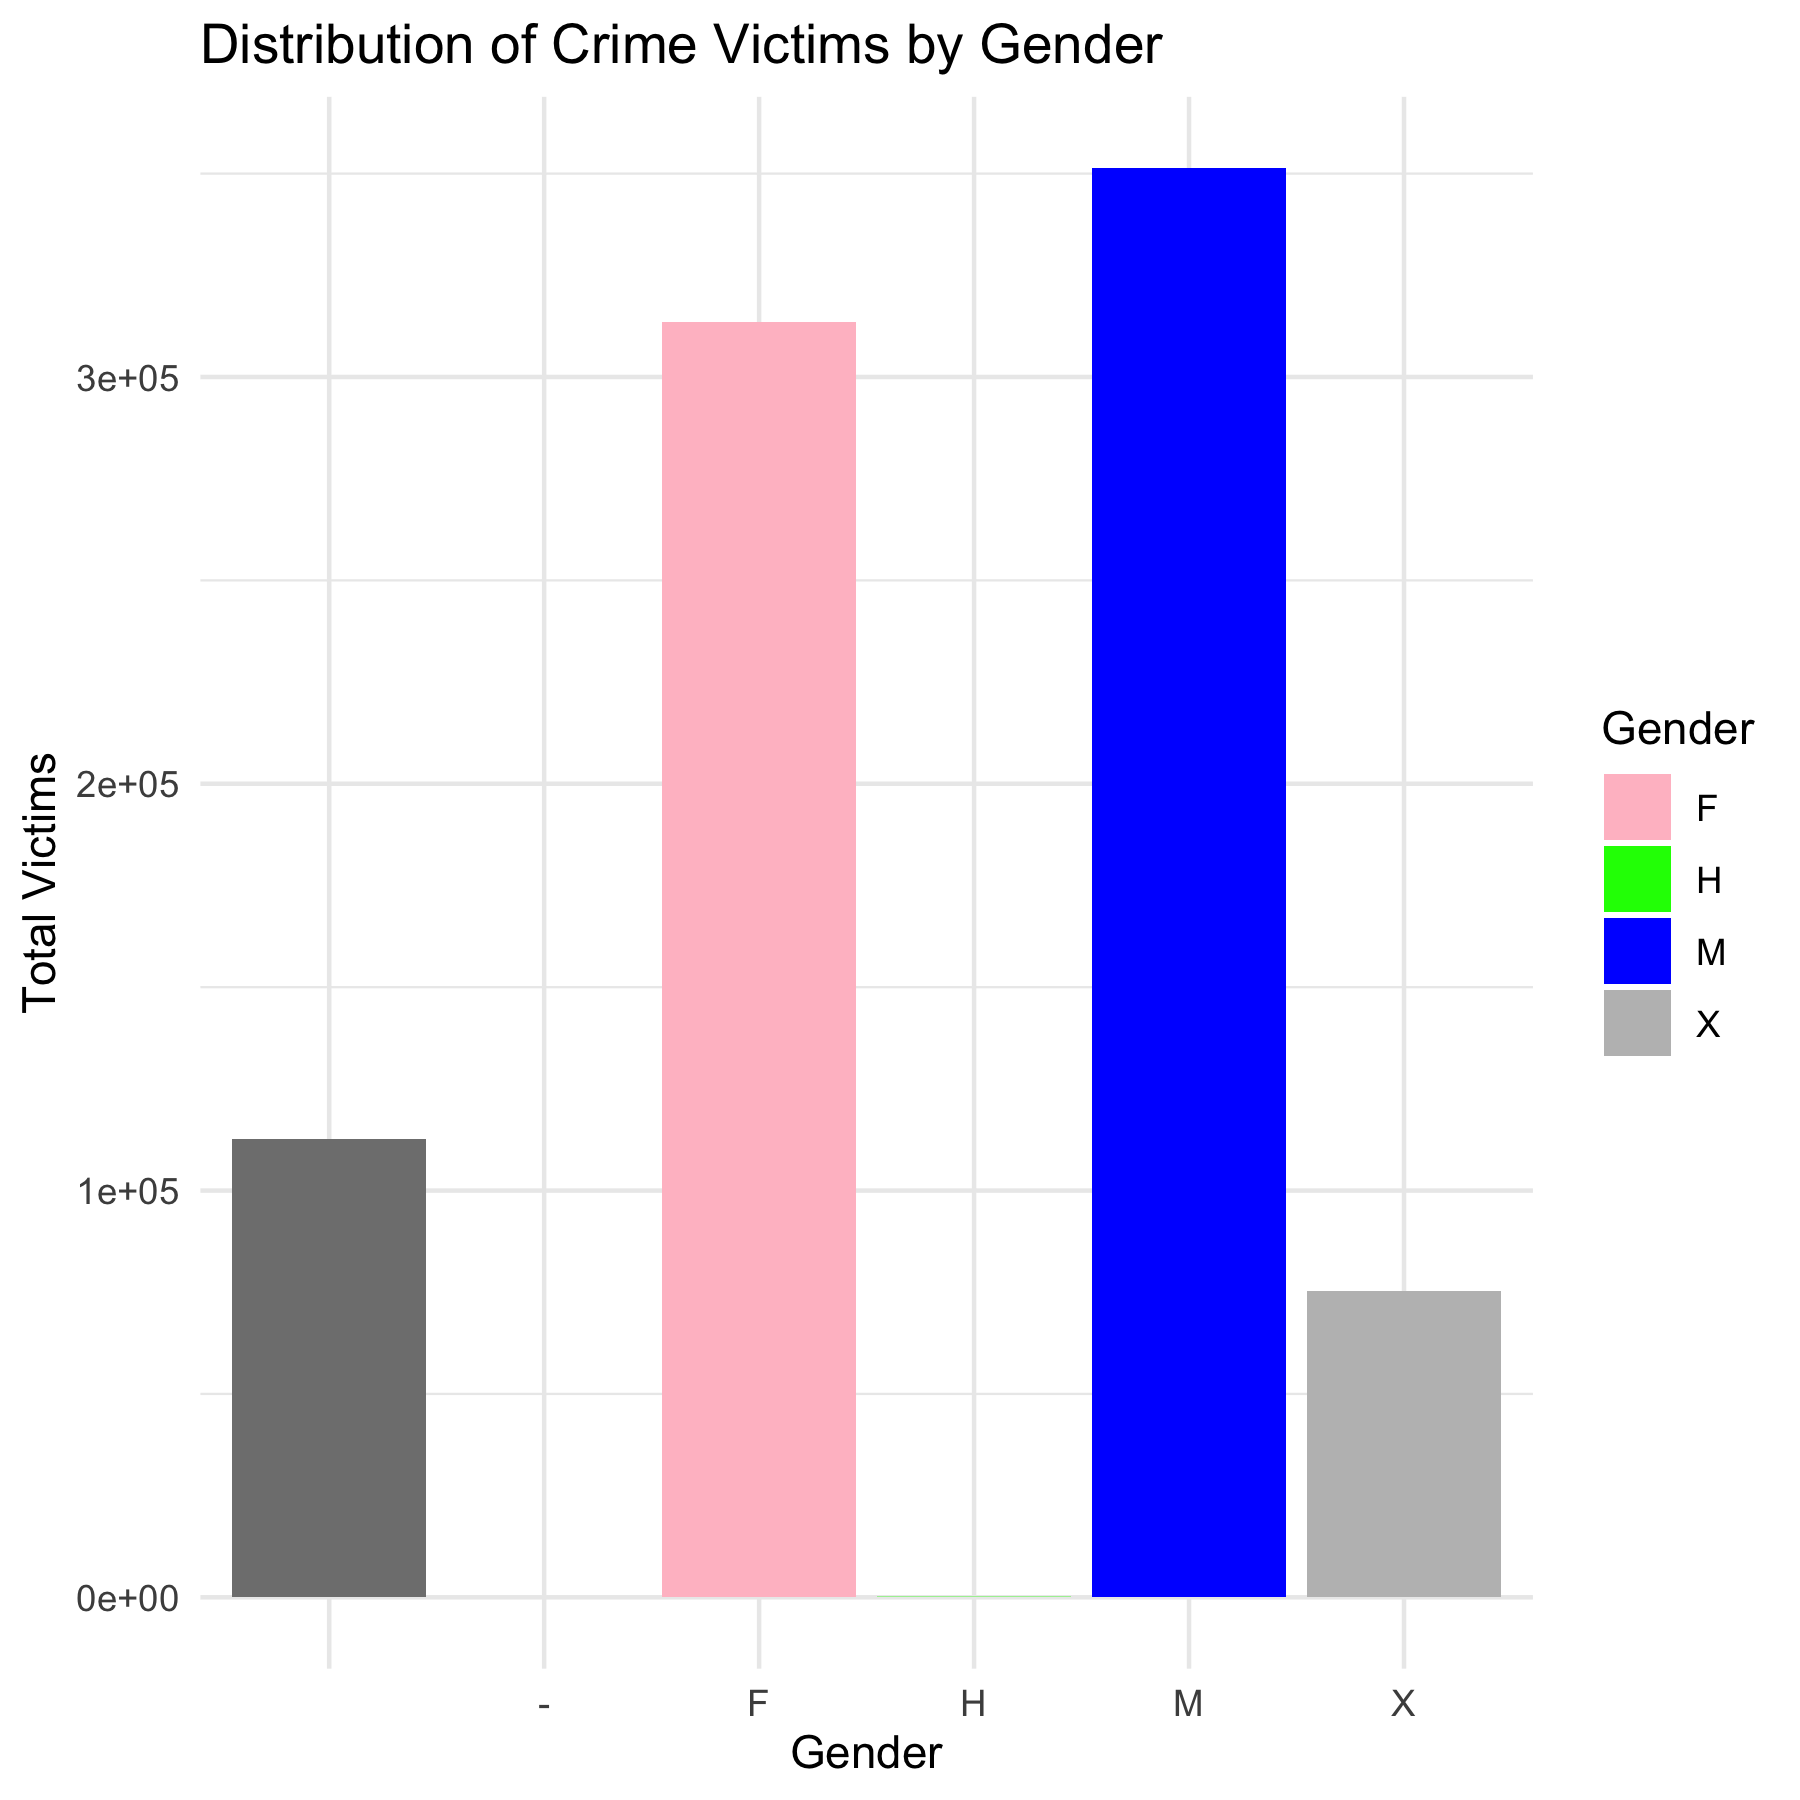 Distribution of Crime Victims by Gender
Total Victims
3e+05
2e+05
1e+05
0e+00
- F H M X
Gender
Gender
F
H
M
X